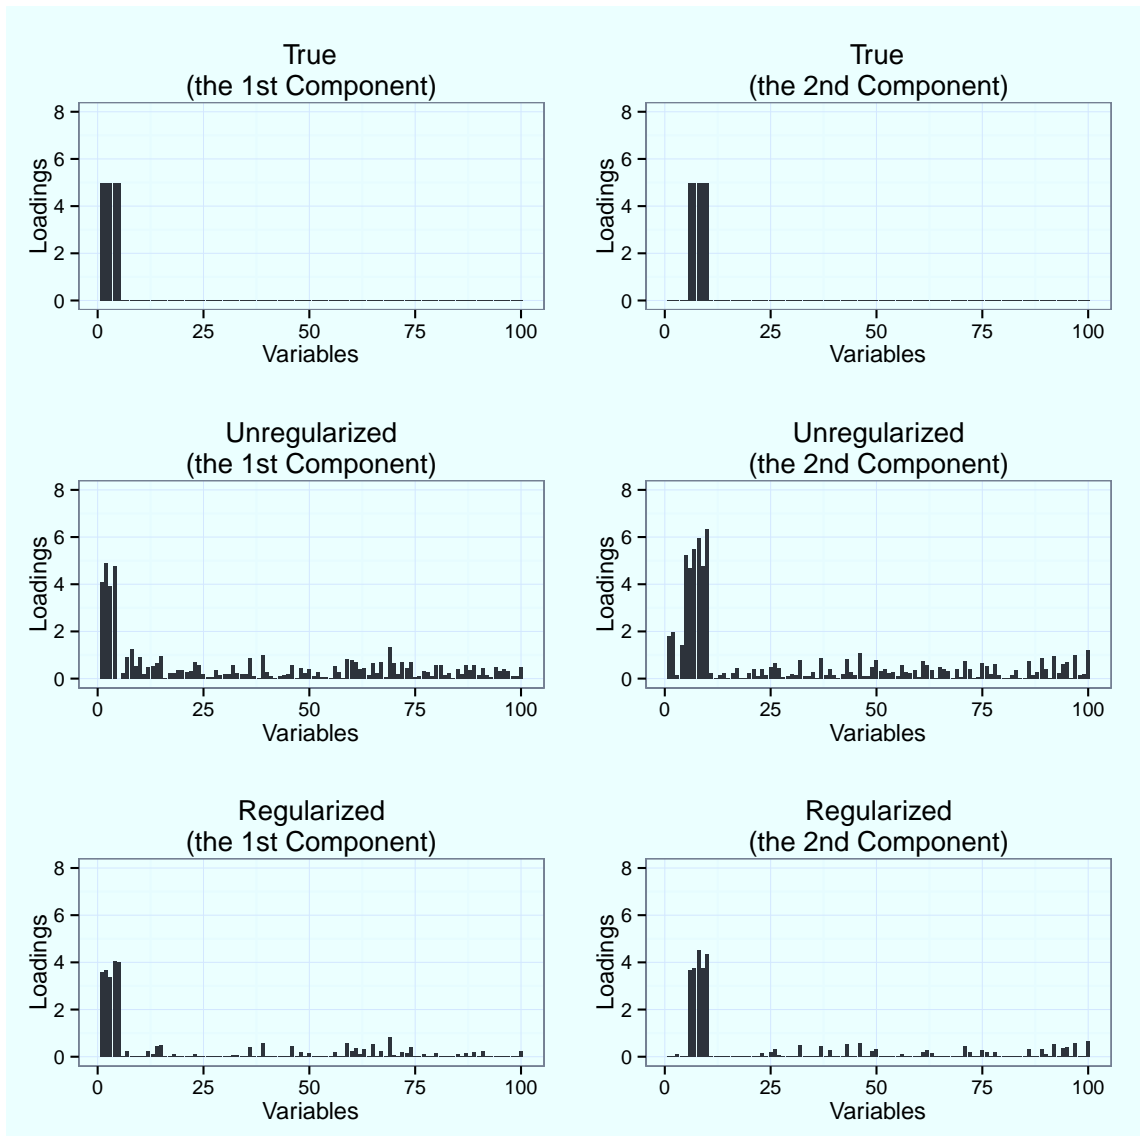 True
(the 1st Component)
8
6
4
2
0
Loadings
0 25 50 75 100
Variables
True
(the 2nd Component)
8
6
4
2
0
Loadings
0 25 50 75 100
Variables
Unregularized
(the 1st Component)
8
6
4
2
0
Loadings
0 25 50 75 100
Variables
Unregularized
(the 2nd Component)
8
6
4
2
0
Loadings
0 25 50 75 100
Variables
Regularized
(the 1st Component)
8
6
4
2
0
Loadings
0 25 50 75 100
Variables
Regularized
(the 2nd Component)
8
6
4
2
0
Loadings
0 25 50 75 100
Variables